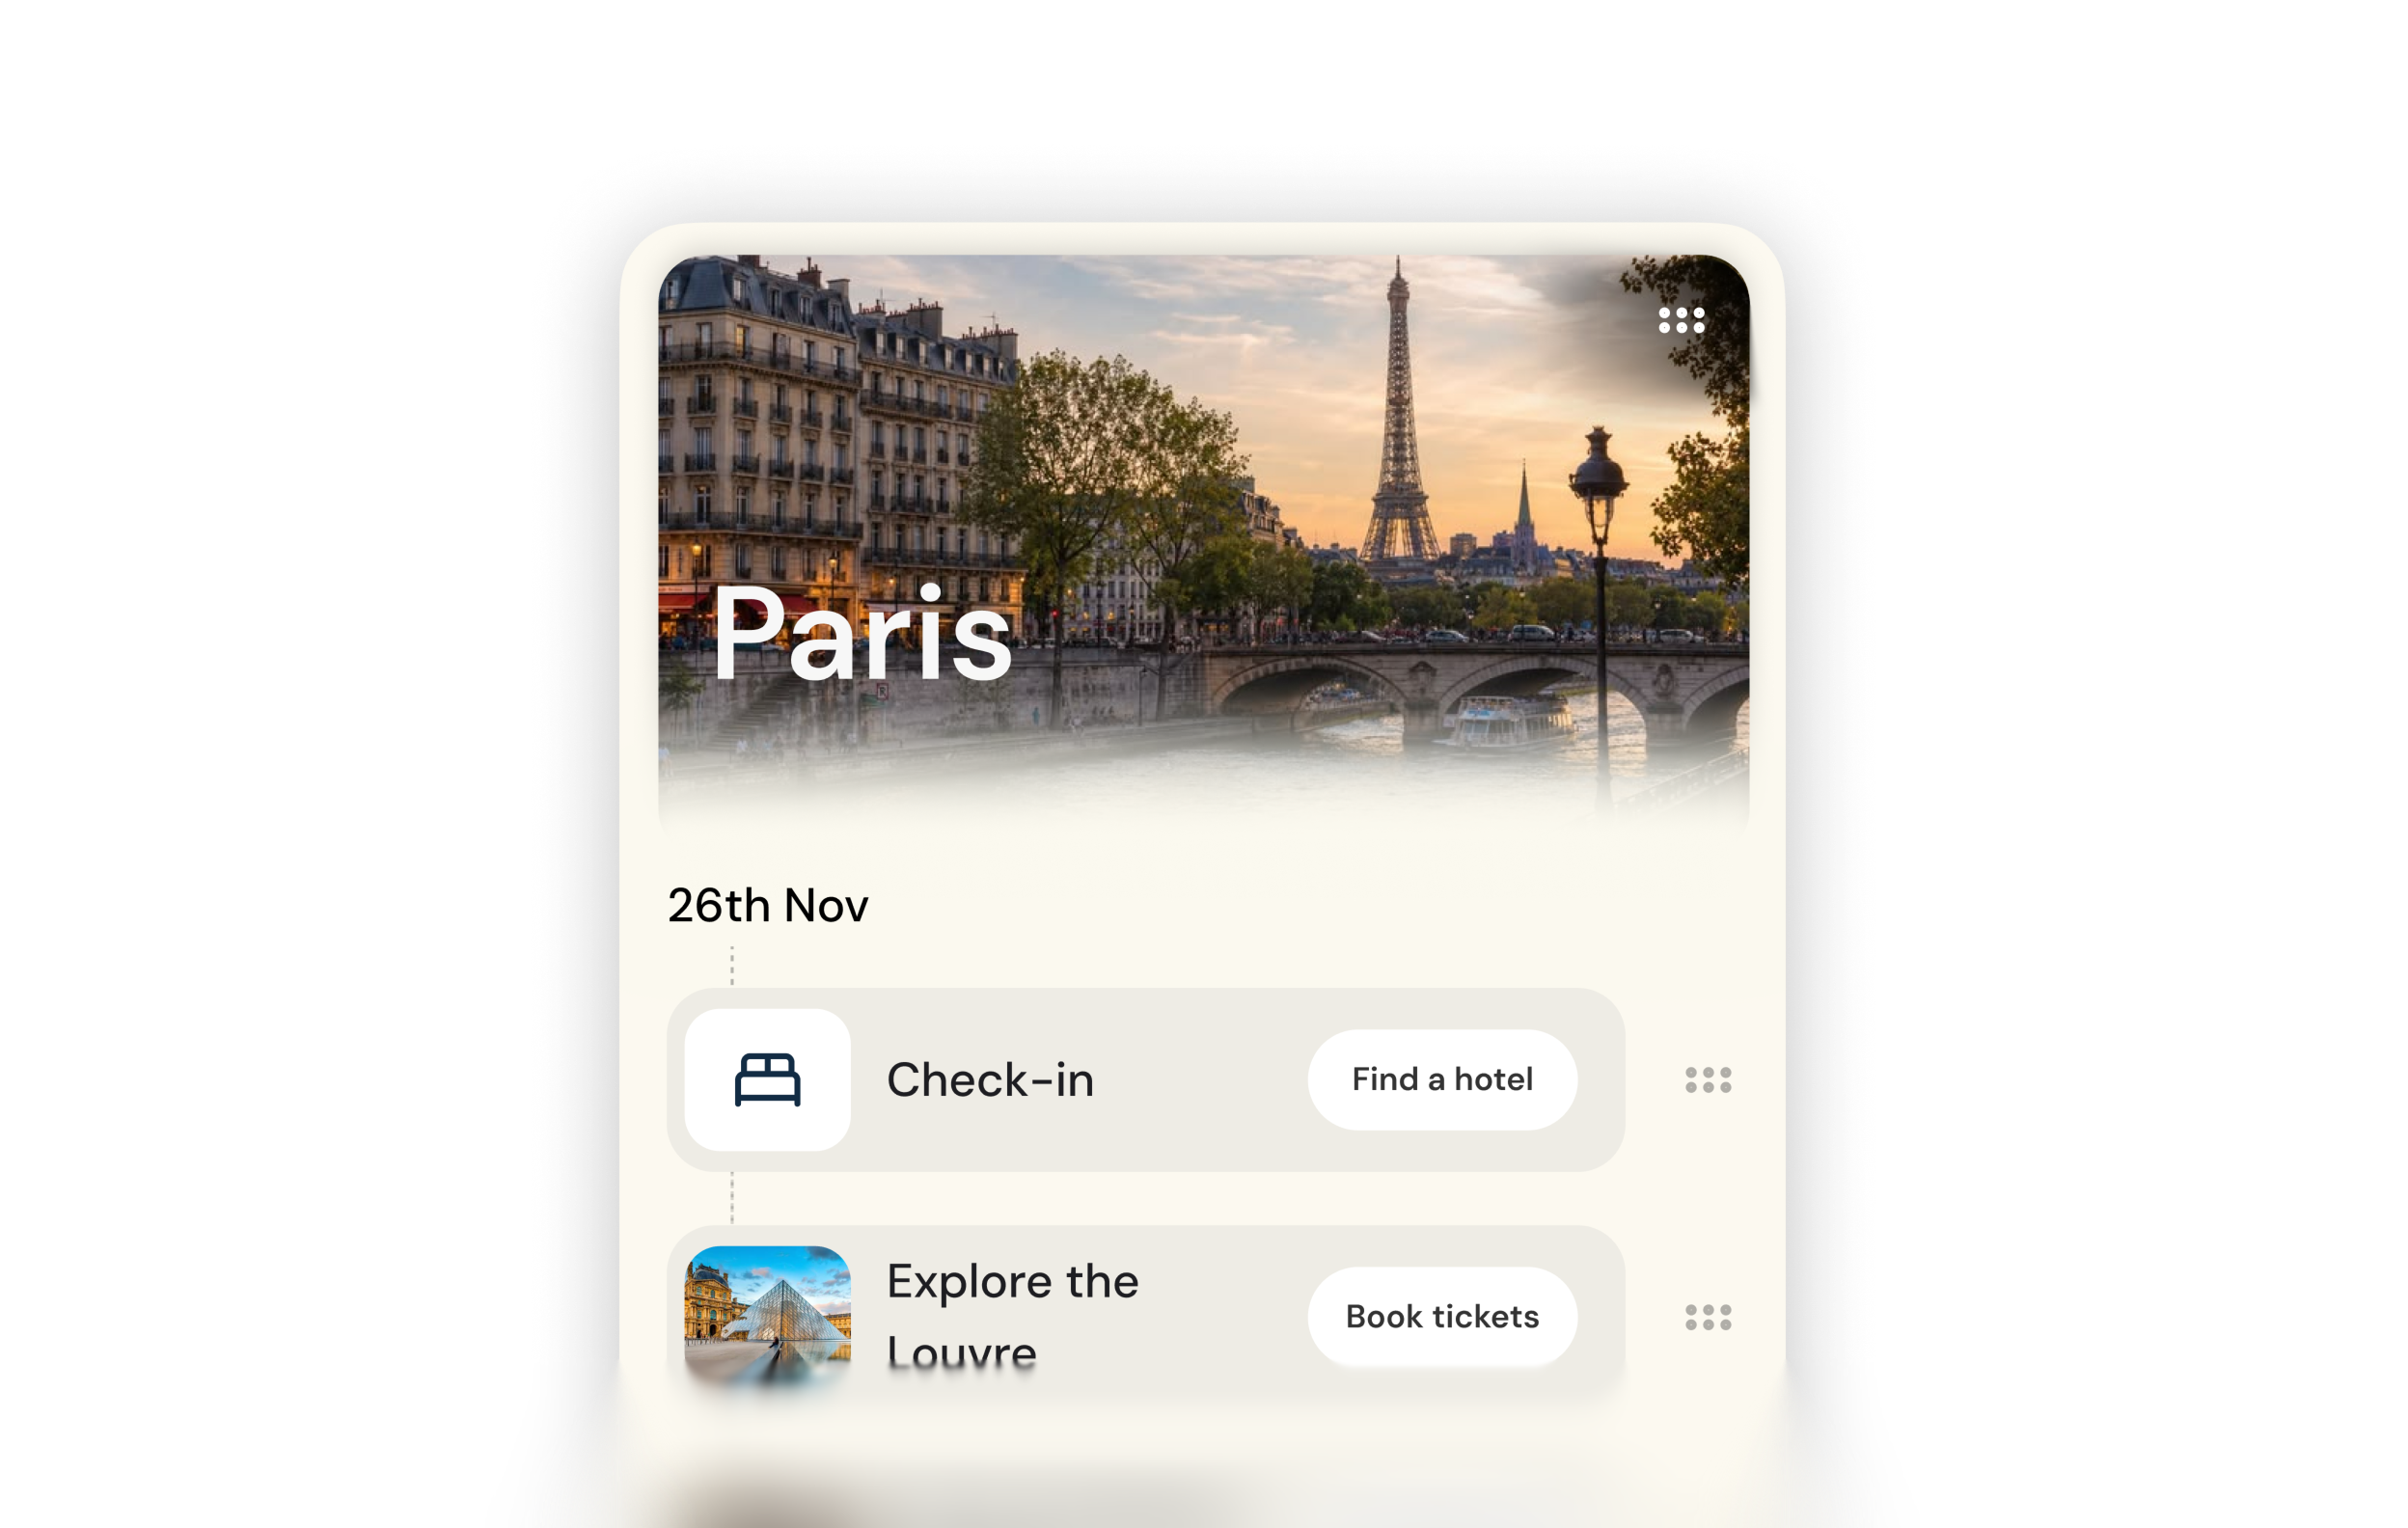 Paris
26th Nov
Check-in
Find a hotel
Explore the
Louvre
Book tickets